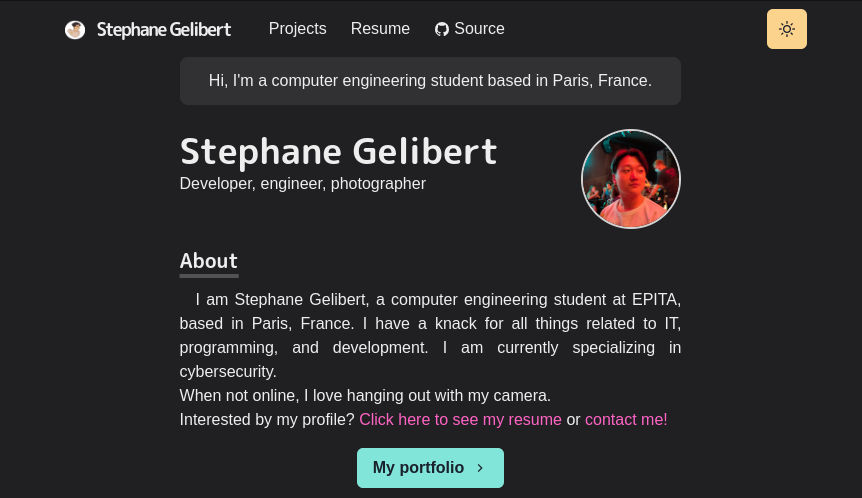 Stephane Gelibert Projects Resume Source
Hi, I'm a computer engineering student based in Paris, France.
Stephane Gelibert
Developer, engineer, photographer
About
I am Stephane Gelibert, a computer engineering student at EPITA,
based in Paris, France. I have a knack for all things related to IT,
programming, and development. I am currently specializing in
cybersecurity.
When not online, I love hanging out with my camera.
Interested by my profile? Click here to see my resume or contact me!
My portfolio